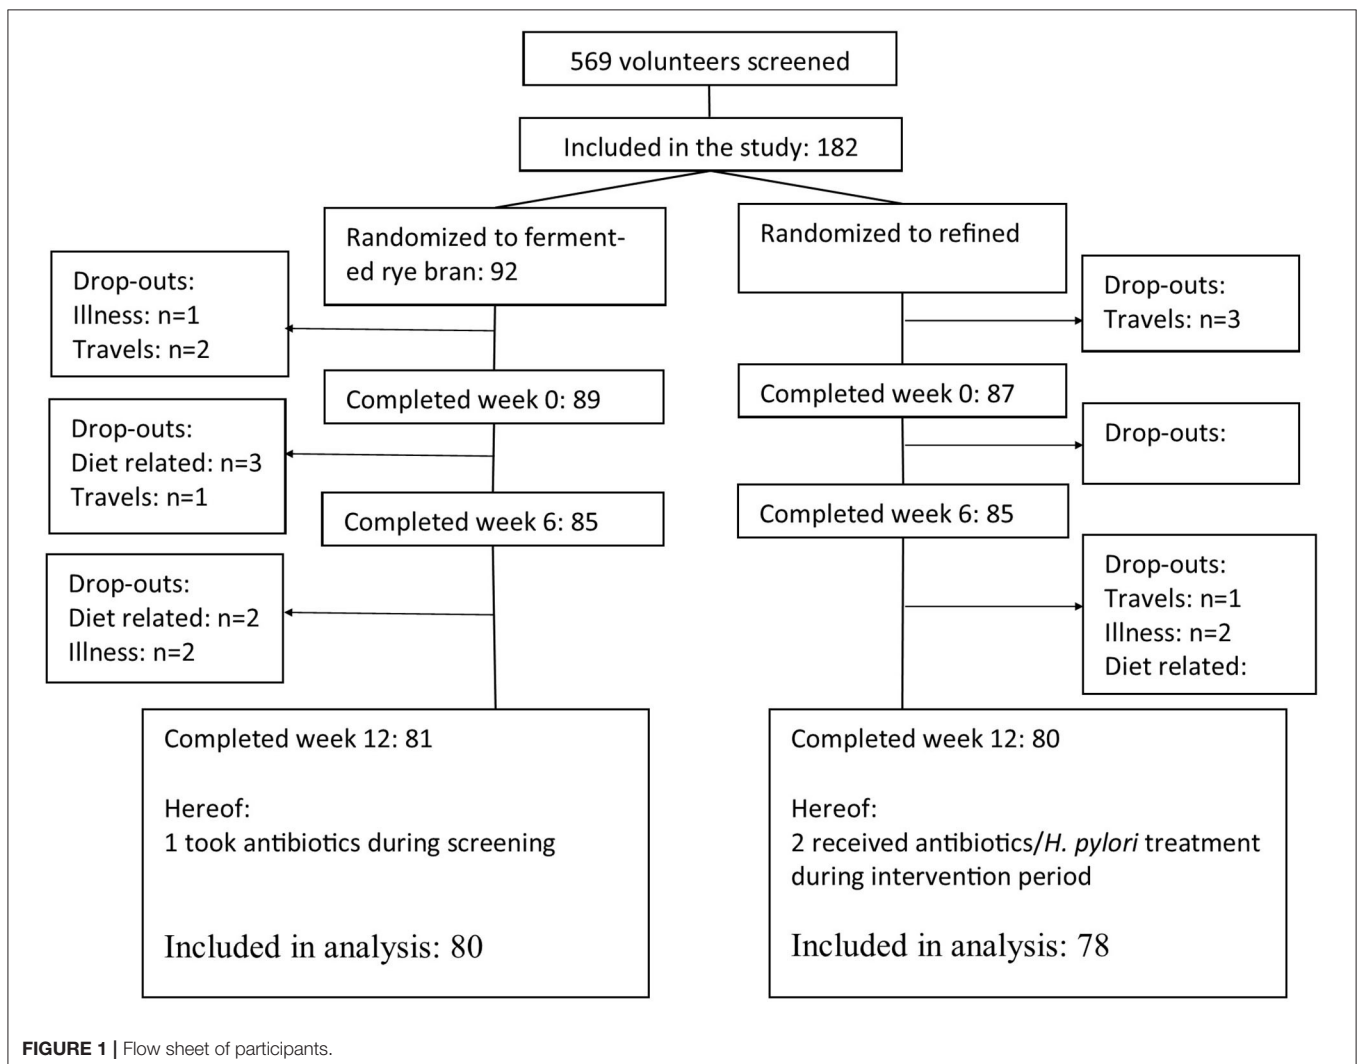 569 volunteers screened
Included in the study: 182
Randomized to ferment-
ed rye bran: 92
Randomized to refined
Drop-outs:
Illness: n=1
Travels: n=2
Drop-outs:
Travels: n=3
Completed week 0: 89
Completed week 0: 87
Drop-outs:
Diet related: n=3
Travels: n=1
Drop-outs:
Completed week 6: 85
Completed week 6: 85
Drop-outs:
Diet related: n=2
Illness: n=2
Drop-outs:
Travels: n=1
Illness: n=2
Diet related:
Completed week 12: 81
Hereof:
1 took antibiotics during screening
Included in analysis: 80
Completed week 12: 80
Hereof:
2 received antibiotics/H. pylori treatment
during intervention period
Included in analysis: 78
FIGURE 1 | Flow sheet of participants.